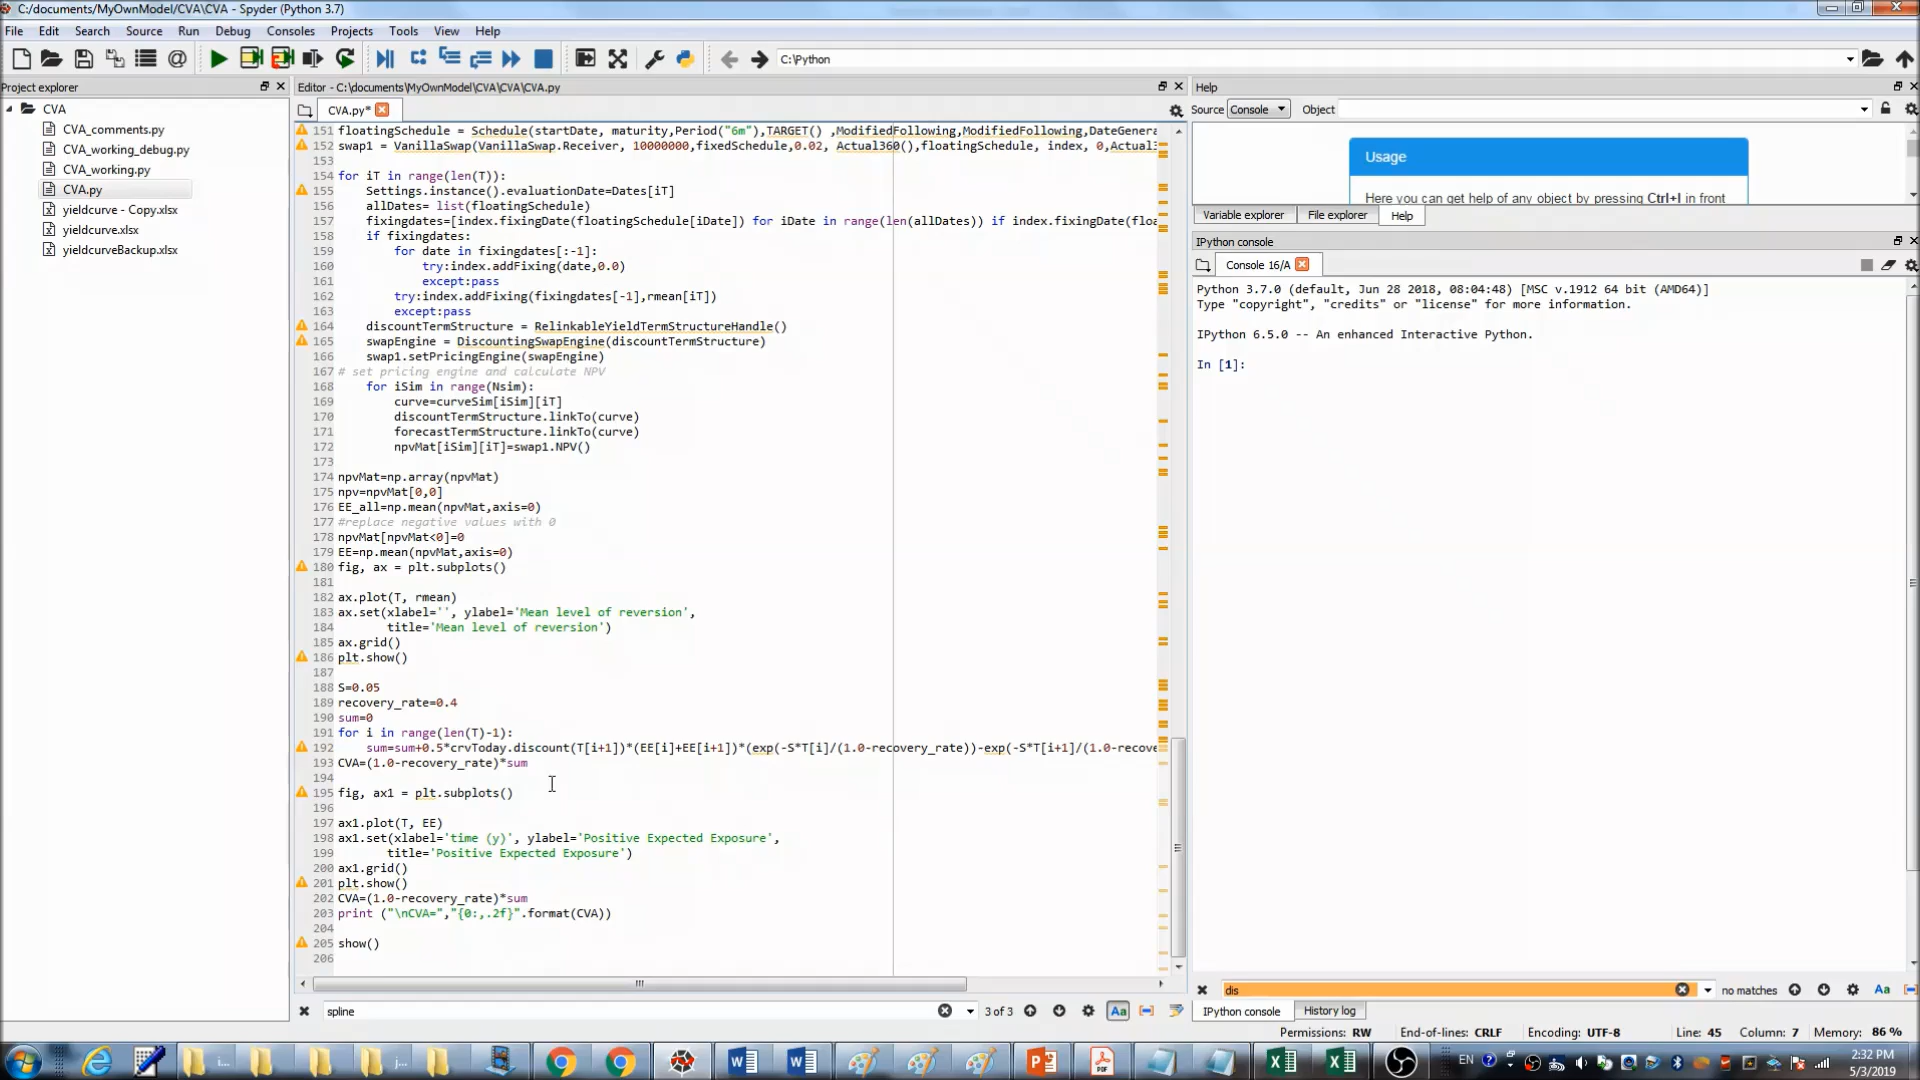 C:/documents/MyOwnModel/CVA/CVA - Spyder (Python 3.7)
File Edit Search Source Run Debug Consoles Projects Tools View Help
C:\Python
Project explorer
CVA
CVA_comments.py
CVA_working_debug.py
CVA_working.py
CVA.py
yieldcurve - Copy.xlsx
yieldcurve.xlsx
yieldcurveBackup.xlsx
Editor - C:\documents\MyOwnModel\CVA\CVA\CVA.py
CVA.py*
151 floatingSchedule = Schedule(startDate, maturity,Period("6m"),TARGET() ,ModifiedFollowing,ModifiedFollowing,DateGenera
152 swap1 = VanillaSwap(VanillaSwap.Receiver, 10000000,fixedSchedule,0.02, Actual360(),floatingSchedule, index, 0,Actual3
153
154 for iT in range(len(T)):
155 Settings.instance().evaluationDate=Dates[iT]
156 allDates= list(floatingSchedule)
157 fixingdates=[index.fixingDate(floatingSchedule[iDate]) for iDate in range(len(allDates)) if index.fixingDate(floa
158 if fixingdates:
159 for date in fixingdates[:-1]:
160 try:index.addFixing(date,0.0)
161 except:pass
162 try:index.addFixing(fixingdates[-1],rmean[iT])
163 except:pass
164 discountTermStructure = RelinkableYieldTermStructureHandle()
165 swapEngine = DiscountingSwapEngine(discountTermStructure)
166 swap1.setPricingEngine(swapEngine)
167 # set pricing engine and calculate NPV
168 for iSim in range(Nsim):
169 curve=curveSim[iSim][iT]
170 discountTermStructure.linkTo(curve)
171 forecastTermStructure.linkTo(curve)
172 npvMat[iSim][iT]=swap1.NPV()
173
174 npvMat=np.array(npvMat)
175 npv=npvMat[0,0]
176 EE_all=np.mean(npvMat,axis=0)
177 #replace negative values with 0
178 npvMat[npvMat<0]=0
179 EE=np.mean(npvMat,axis=0)
180 fig, ax = plt.subplots()
181
182 ax.plot(T, rmean)
183 ax.set(xlabel='', ylabel='Mean level of reversion',
184 title='Mean level of reversion')
185 ax.grid()
186 plt.show()
187
188 S=0.05
189 recovery_rate=0.4
190 sum=0
191 for i in range(len(T)-1):
192 sum=sum+0.5*crvToday.discount(T[i+1])*(EE[i]+EE[i+1])*(exp(-S*T[i]/(1.0-recovery_rate))-exp(-S*T[i+1]/(1.0-recove
193 CVA=(1.0-recovery_rate)*sum
194
195 fig, ax1 = plt.subplots()
196
197 ax1.plot(T, EE)
198 ax1.set(xlabel='time (y)', ylabel='Positive Expected Exposure',
199 title='Positive Expected Exposure')
200 ax1.grid()
201 plt.show()
202 CVA=(1.0-recovery_rate)*sum
203 print ("\nCVA=","{0:,.2f}".format(CVA))
204
205 show()
206
spline
3 of 3
Aa
Help
Source Console Object
Usage
Here you can get help of any object by pressing Ctrl+I in front
Variable explorer File explorer Help
IPython console
Console 16/A
Python 3.7.0 (default, Jun 28 2018, 08:04:48) [MSC v.1912 64 bit (AMD64)]
Type "copyright", "credits" or "license" for more information.
IPython 6.5.0 -- An enhanced Interactive Python.
In [1]:
dis
no matches
Aa
IPython console History log
Permissions: RW End-of-lines: CRLF Encoding: UTF-8 Line: 45 Column: 7 Memory: 86 %
i...
j...
EN
2:32 PM
5/3/2019